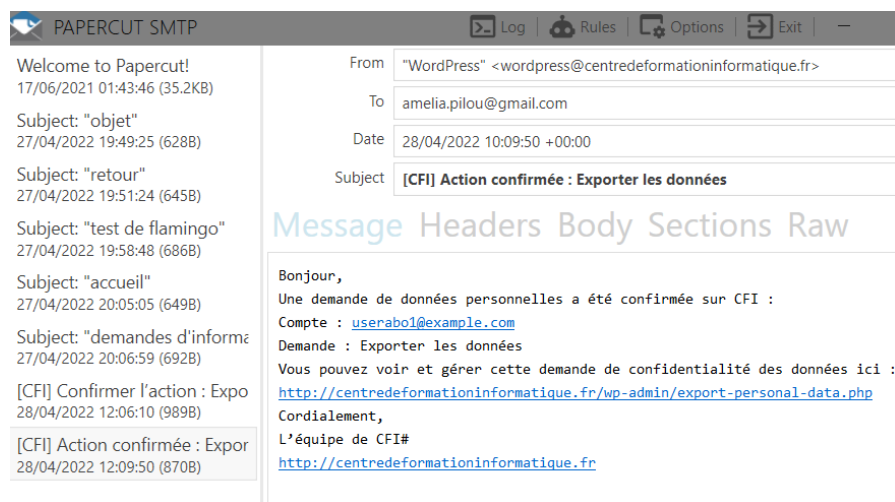 PAPERCUT SMTP
Log | Rules | Options | Exit |
Welcome to Papercut!
17/06/2021 01:43:46 (35.2KB)
Subject: "objet"
27/04/2022 19:49:25 (628B)
Subject: "retour"
27/04/2022 19:51:24 (645B)
Subject: "test de flamingo"
27/04/2022 19:58:48 (686B)
Subject: "accueil"
27/04/2022 20:05:05 (649B)
Subject: "demandes d'informa
27/04/2022 20:06:59 (692B)
[CFI] Confirmer l’action : Expo
28/04/2022 12:06:10 (989B)
[CFI] Action confirmée : Expor
28/04/2022 12:09:50 (870B)
From "WordPress" <wordpress@centredeformationinformatique.fr>
To amelia.pilou@gmail.com
Date 28/04/2022 10:09:50 +00:00
Subject [CFI] Action confirmée : Exporter les données
Message Headers Body Sections Raw
Bonjour,
Une demande de données personnelles a été confirmée sur CFI :
Compte : userabo1@example.com
Demande : Exporter les données
Vous pouvez voir et gérer cette demande de confidentialité des données ici :
http://centredeformationinformatique.fr/wp-admin/export-personal-data.php
Cordialement,
L’équipe de CFI#
http://centredeformationinformatique.fr